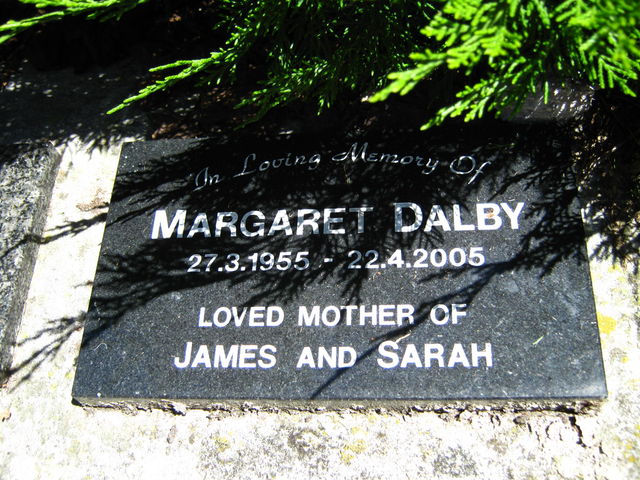 In Loving Memory Of
MARGARET DALBY
27.3.1955 - 22.4.2005
LOVED MOTHER OF
JAMES AND SARAH